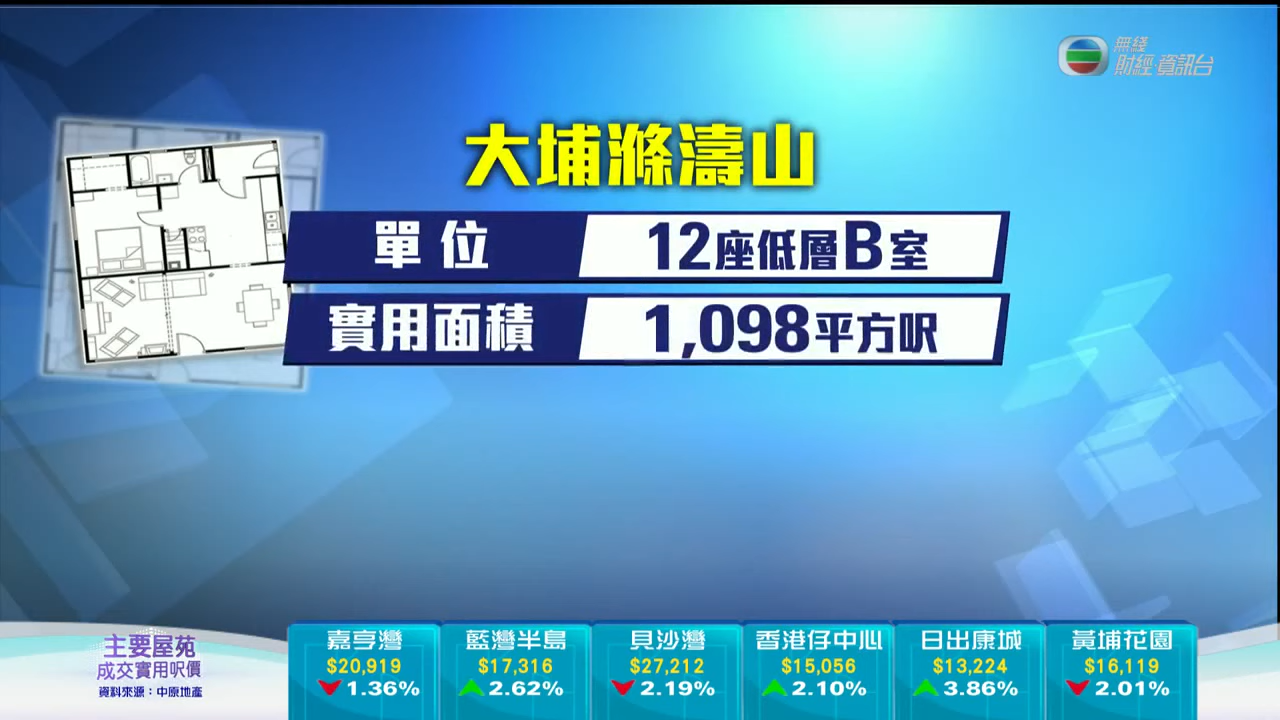 無綫
財經·資訊台
大埔滌濤山
單位 12座低層B室
實用面積 1,098平方呎
主要屋苑
成交實用呎價
資料來源：中原地產
嘉亨灣 藍灣半島 貝沙灣 香港仔中心 日出康城 黃埔花園
$20,919 $17,316 $27,212 $15,056 $13,224 $16,119
1.36% 2.62% 2.19% 2.10% 3.86% 2.01%